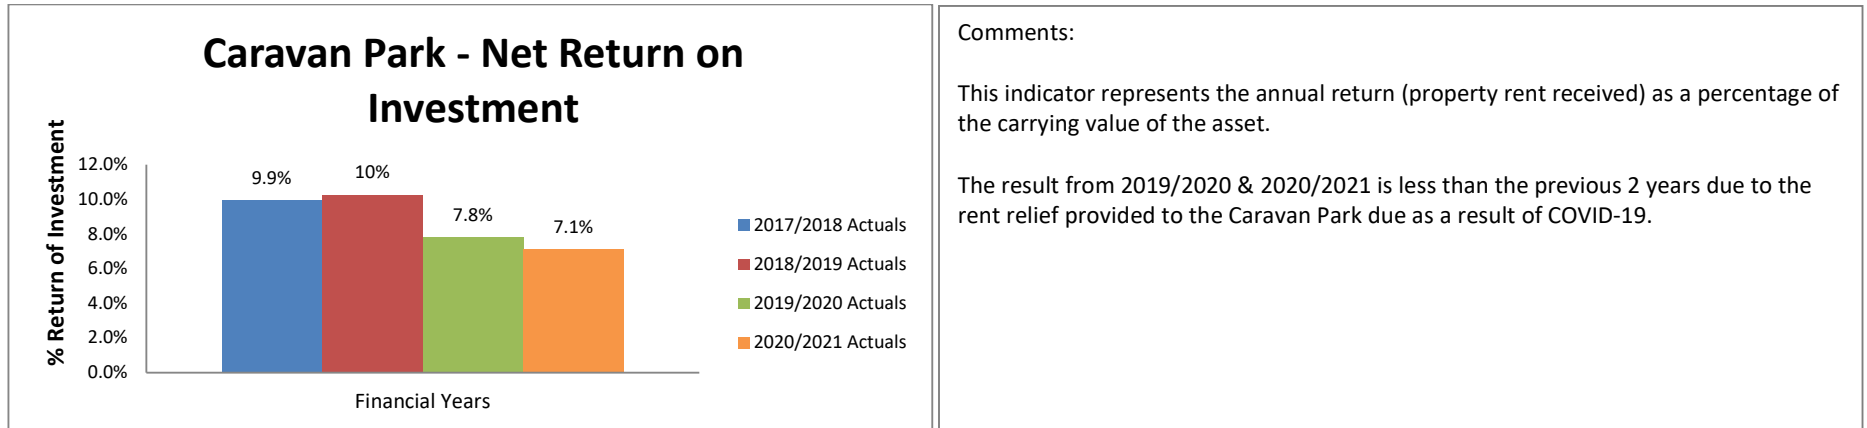 Caravan Park - Net Return on
Investment
% Return of Investment
12.0%
10.0%
8.0%
6.0%
4.0%
2.0%
0.0%
9.9%
10%
7.8%
7.1%
Financial Years
2017/2018 Actuals
2018/2019 Actuals
2019/2020 Actuals
2020/2021 Actuals
Comments:
This indicator represents the annual return (property rent received) as a percentage of
the carrying value of the asset.
The result from 2019/2020 & 2020/2021 is less than the previous 2 years due to the
rent relief provided to the Caravan Park due as a result of COVID-19.